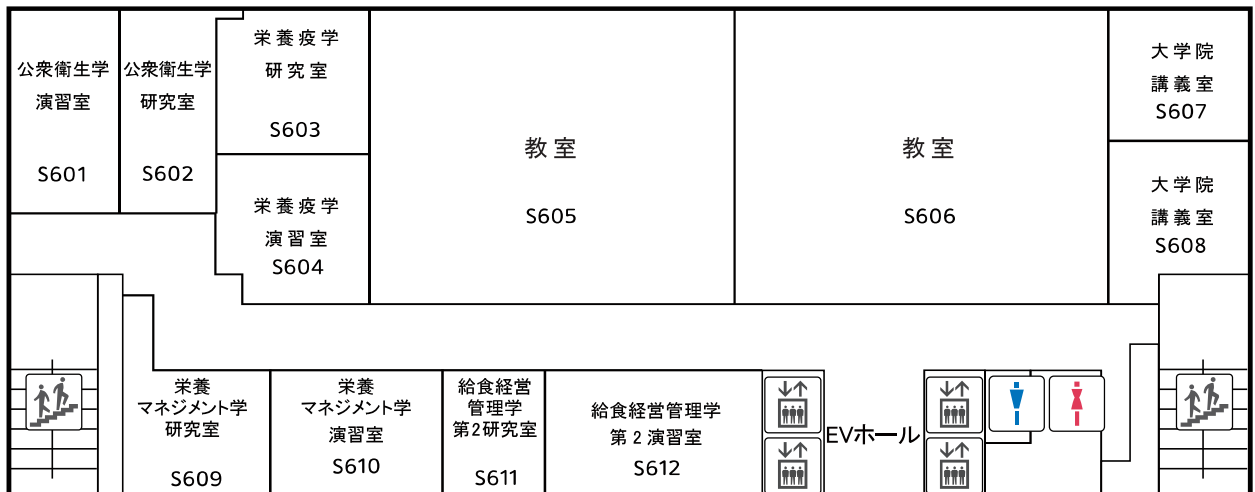 公衆衛生学
演習室
S601
公衆衛生学
研究室
S602
栄養疫学
研究室
S603
栄養疫学
演習室
S604
教室
S605
教室
S606
大学院
講義室
S607
大学院
講義室
S608
栄養
マネジメント学
研究室
S609
栄養
マネジメント学
演習室
S610
給食経営
管理学
第2研究室
S611
給食経営管理学
第2演習室
S612
EVホール